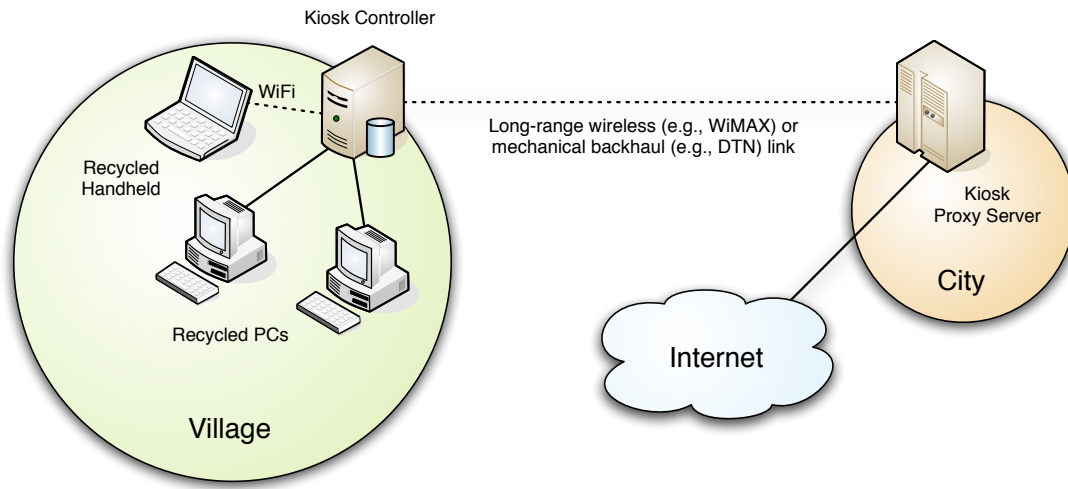 Kiosk Controller
WiFi
Long-range wireless (e.g., WiMAX) or
mechanical backhaul (e.g., DTN) link
Recycled
Handheld
Kiosk
Proxy Server
City
Recycled PCs
Internet
Village